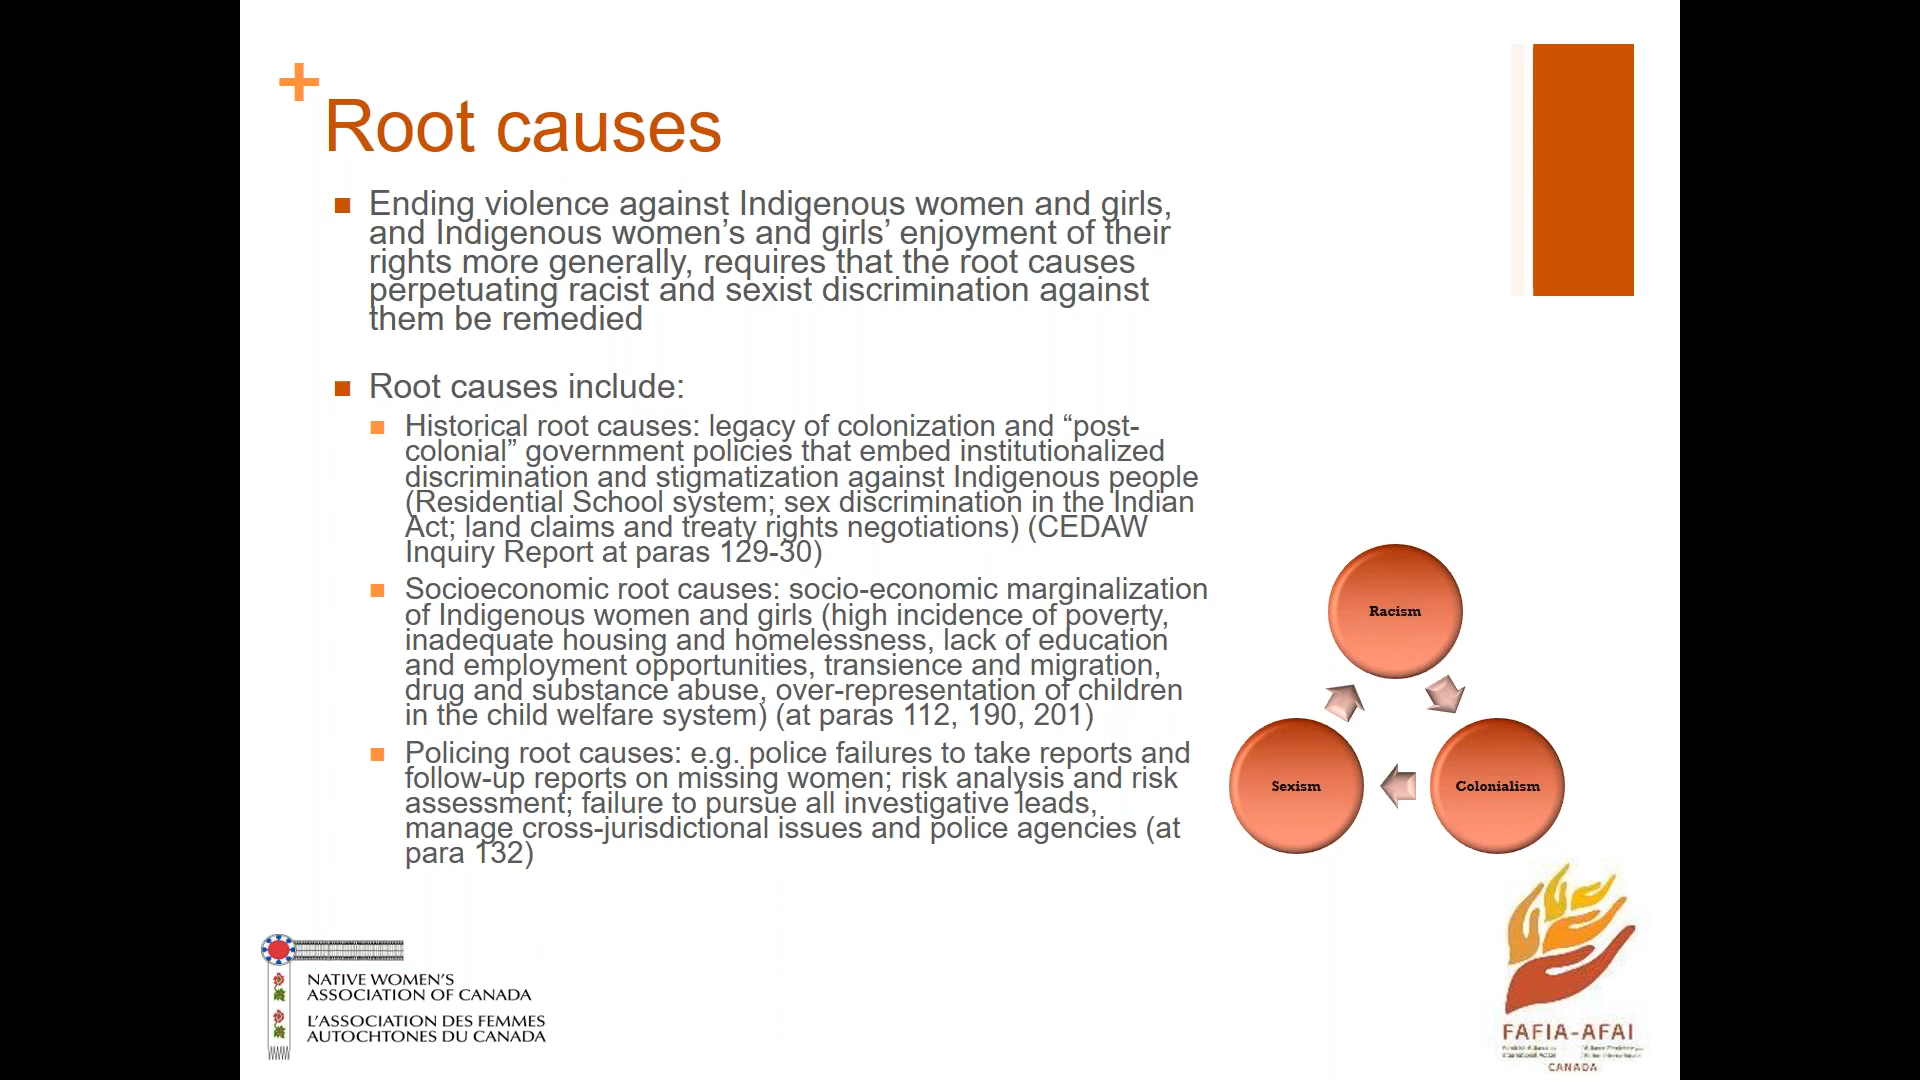 +
Root causes
Ending violence against Indigenous women and girls,
and Indigenous women’s and girls’ enjoyment of their
rights more generally, requires that the root causes
perpetuating racist and sexist discrimination against
them be remedied
Root causes include:
Historical root causes: legacy of colonization and “post-
colonial” government policies that embed institutionalized
discrimination and stigmatization against Indigenous people
(Residential School system; sex discrimination in the Indian
Act; land claims and treaty rights negotiations) (CEDAW
Inquiry Report at paras 129-30)
Socioeconomic root causes: socio-economic marginalization
of Indigenous women and girls (high incidence of poverty,
inadequate housing and homelessness, lack of education
and employment opportunities, transience and migration,
drug and substance abuse, over-representation of children
in the child welfare system) (at paras 112, 190, 201)
Policing root causes: e.g. police failures to take reports and
follow-up reports on missing women; risk analysis and risk
assessment; failure to pursue all investigative leads,
manage cross-jurisdictional issues and police agencies (at
para 132)
Racism
Sexism
Colonialism
NATIVE WOMEN’S
ASSOCIATION OF CANADA
L’ASSOCIATION DES FEMMES
AUTOCHTONES DU CANADA
FAFIA-AFAI
CANADA